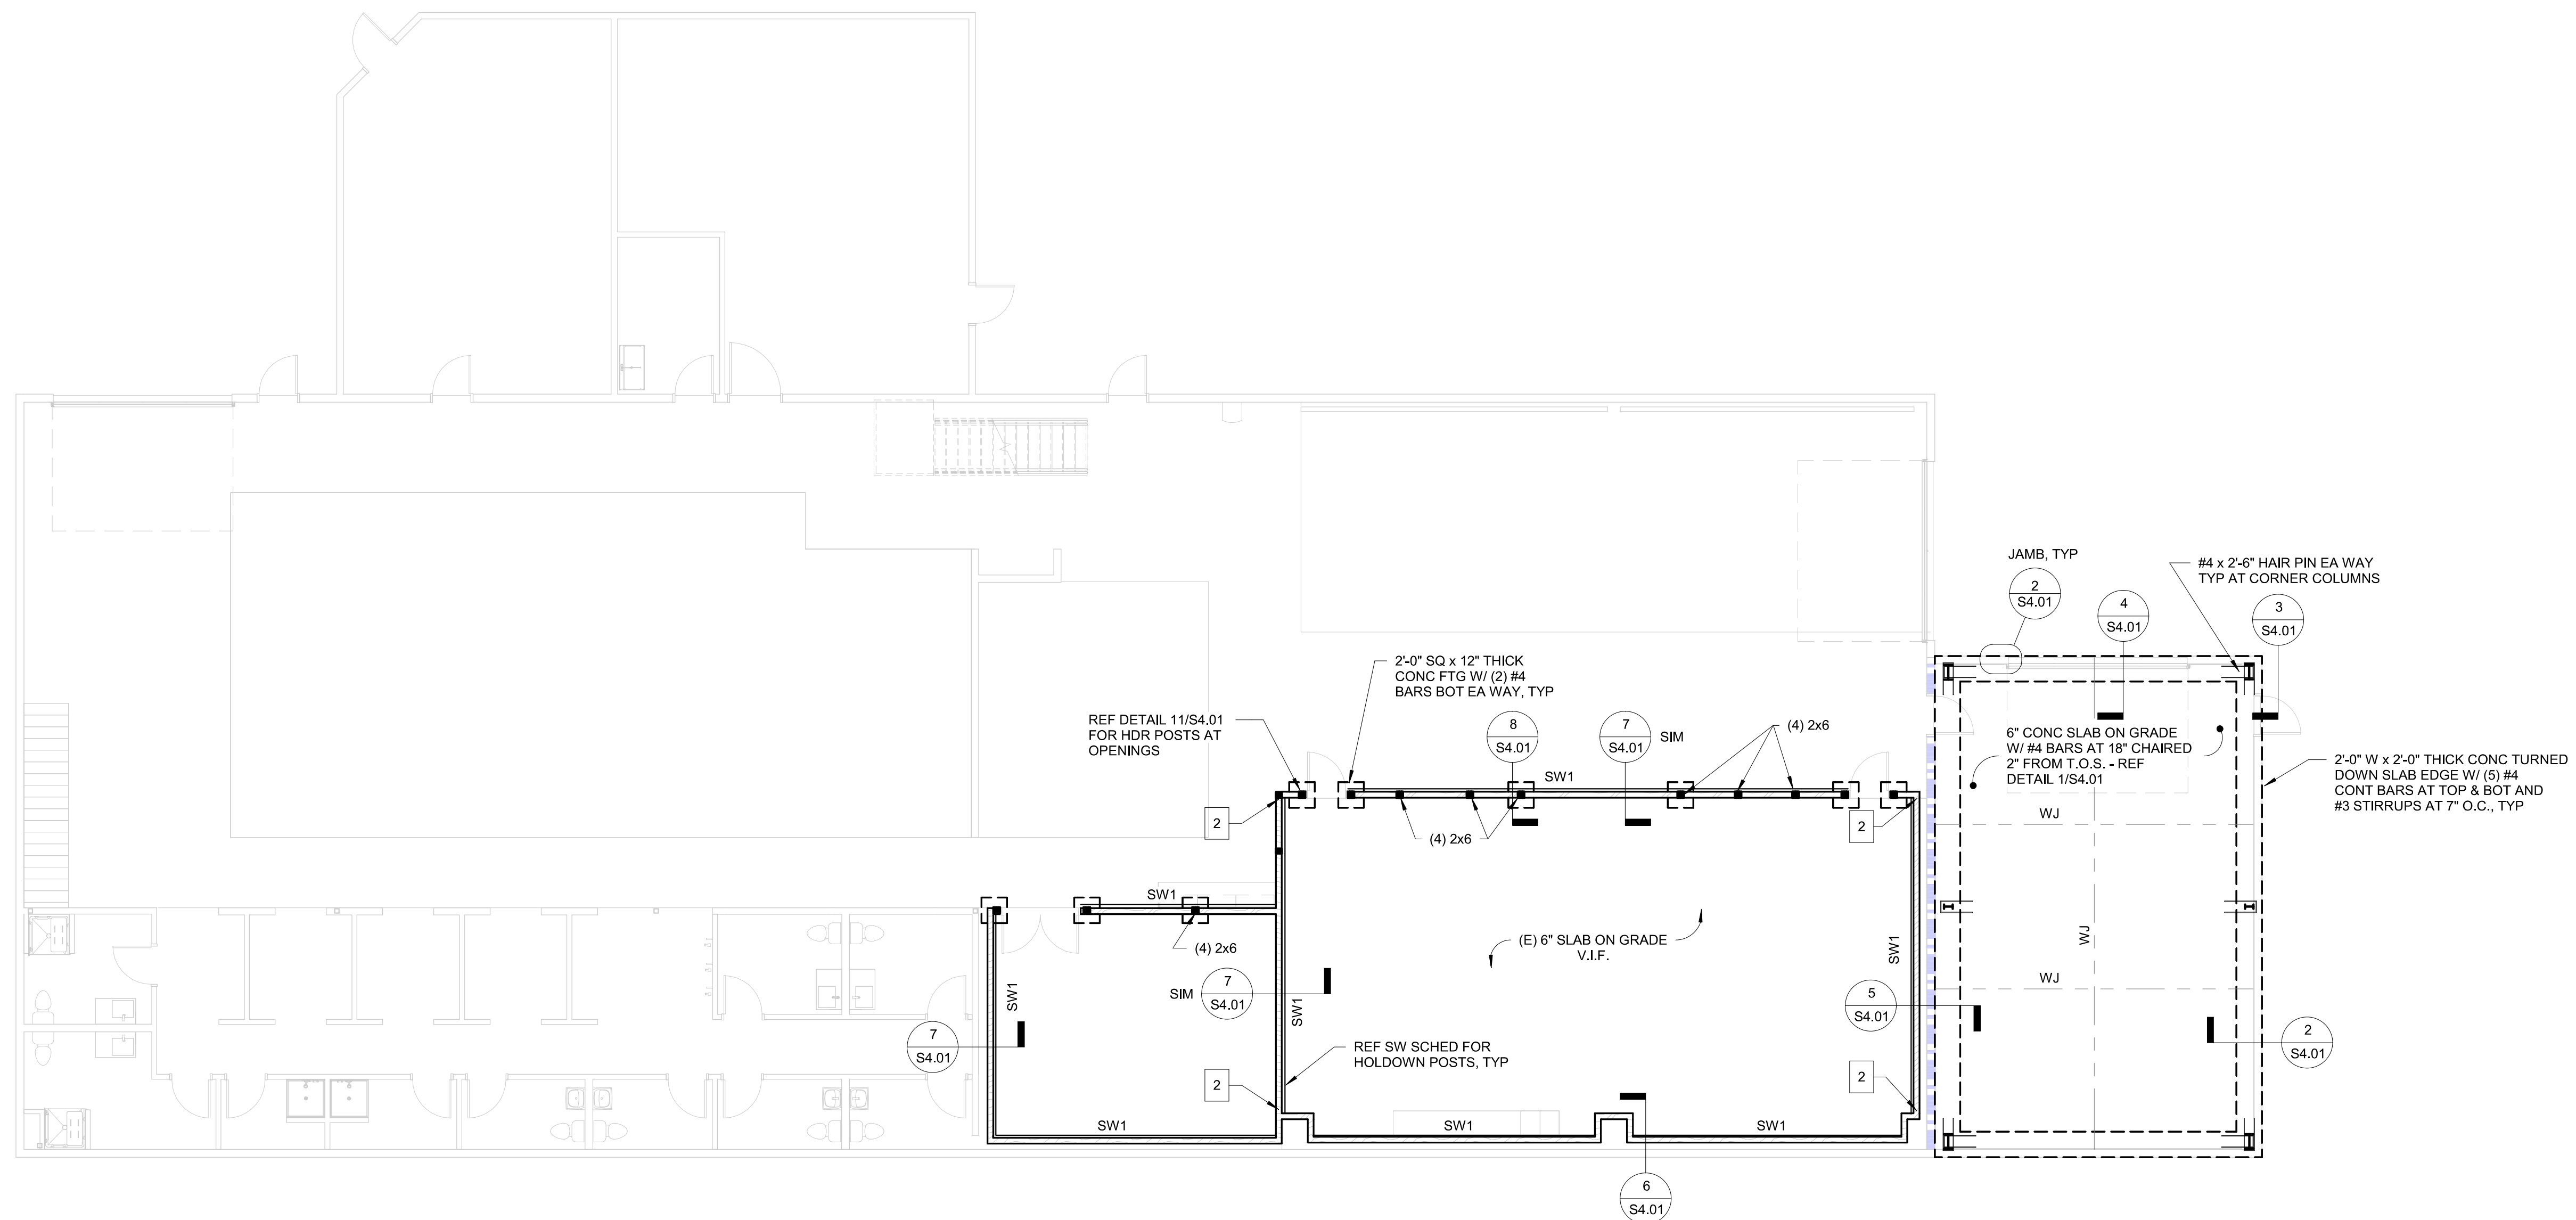 JAMB, TYP
2
S4.01
4
S4.01
#4 x 2'-6" HAIR PIN EA WAY
TYP AT CORNER COLUMNS
3
S4.01
2'-0" SQ x 12" THICK
CONC FTG W/ (2) #4
BARS BOT EA WAY, TYP
REF DETAIL 11/S4.01
FOR HDR POSTS AT
OPENINGS
8
S4.01
7
S4.01
SIM
(4) 2x6
6" CONC SLAB ON GRADE
W/ #4 BARS AT 18" CHAIRED
2" FROM T.O.S. - REF
DETAIL 1/S4.01
2'-0" W x 2'-0" THICK CONC TURNED
DOWN SLAB EDGE W/ (5) #4
CONT BARS AT TOP & BOT AND
#3 STIRRUPS AT 7" O.C., TYP
SW1
2
(4) 2x6
2
WJ
SW1
(4) 2x6
(E) 6" SLAB ON GRADE
V.I.F.
SW1
WJ
WJ
SIM
7
S4.01
SW1
SW1
5
S4.01
7
S4.01
REF SW SCHED FOR
HOLDOWN POSTS, TYP
2
S4.01
2
2
SW1
SW1
SW1
6
S4.01